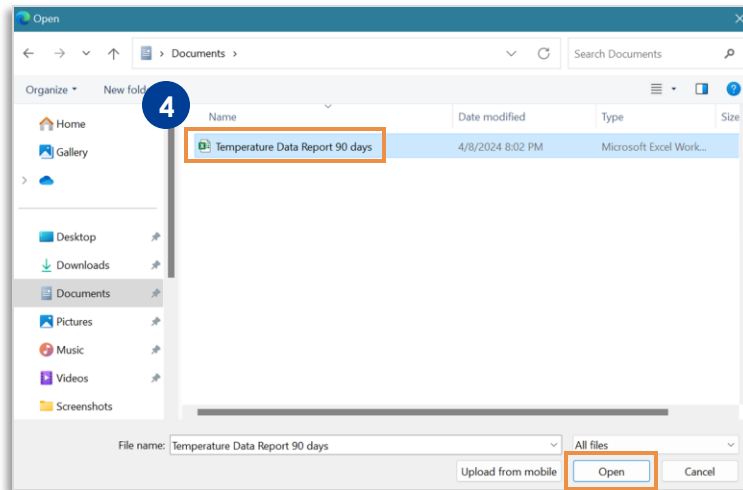 Open
Documents
Search Documents
Organize
New fold
4
Name
Date modified
Type
Size
Home
Gallery
Temperature Data Report 90 days
4/8/2024 8:02 PM
Microsoft Excel Work...
Desktop
Downloads
Documents
Pictures
Music
Videos
Screenshots
File name: Temperature Data Report 90 days
All files
Upload from mobile
Open
Cancel